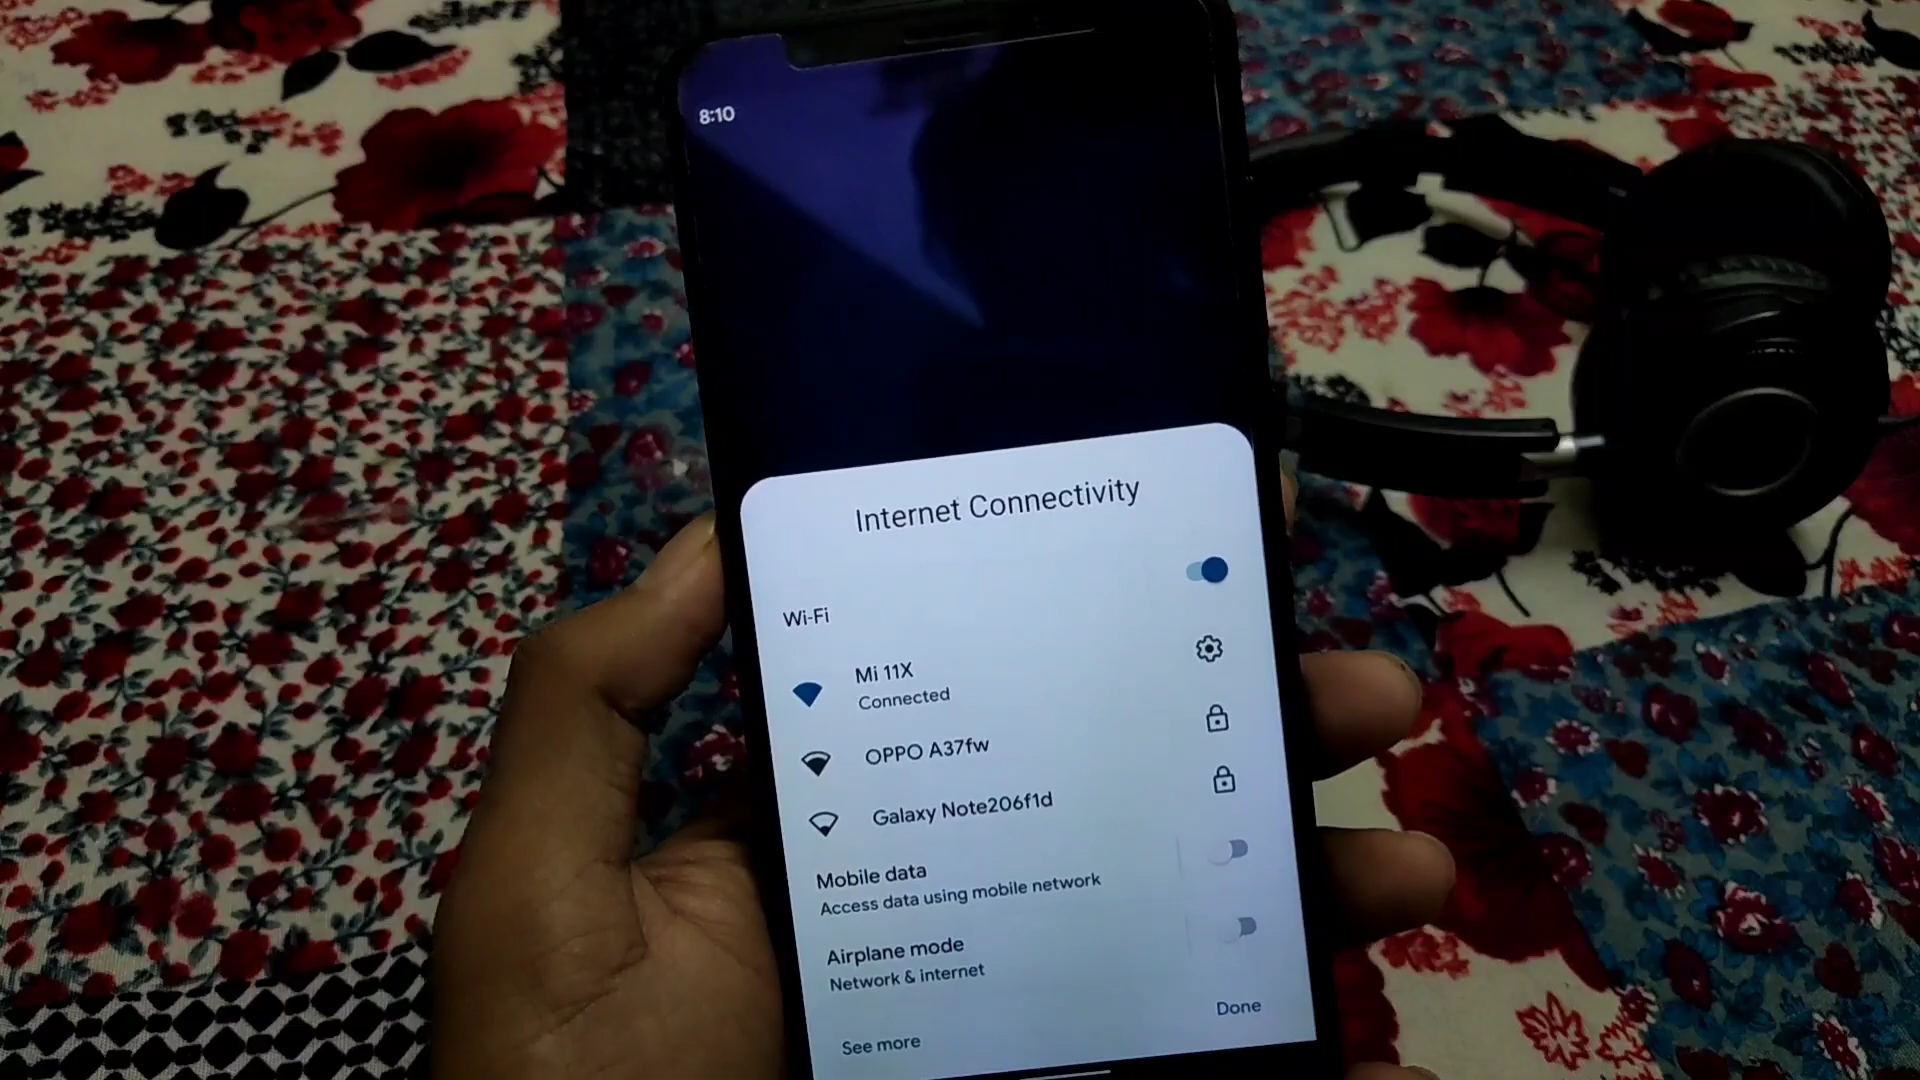 8:10
Internet Connectivity
Wi-Fi
Mi 11X
Connected
OPPO A37fw
Galaxy Note206f1d
Mobile data
Access data using mobile network
Airplane mode
Network & internet
Done
See more